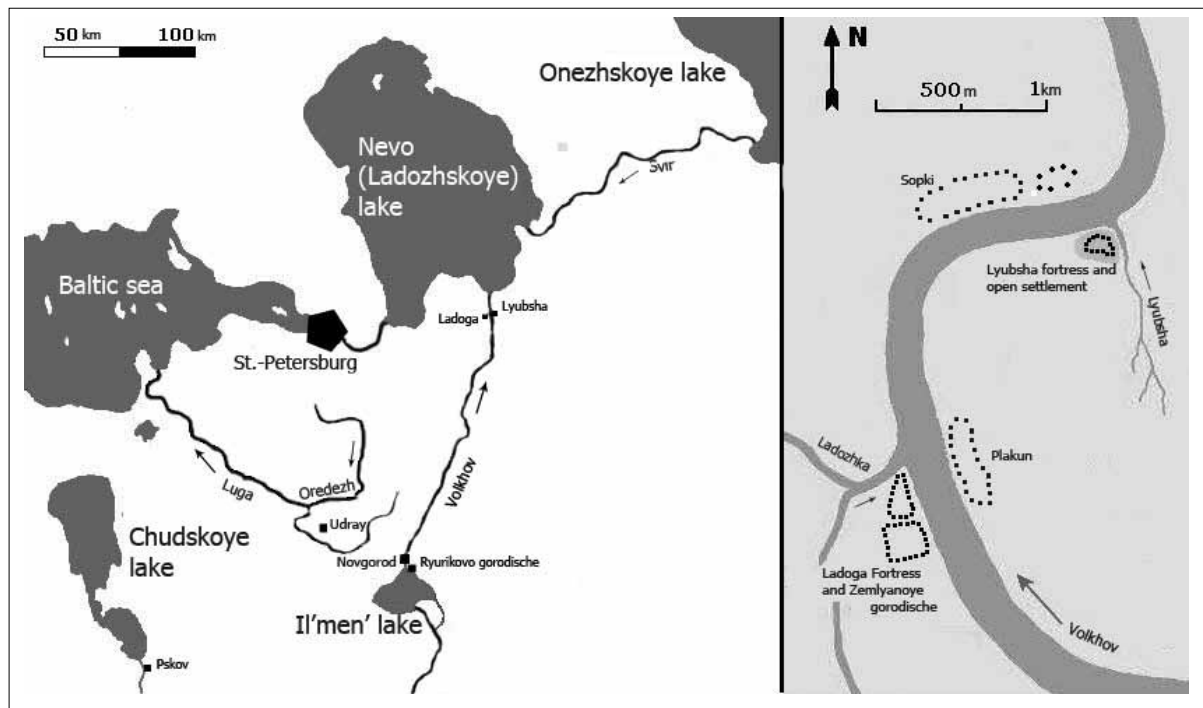 50 km
100 km
Onezhskoye lake
Nevo
(Ladozhskoye)
lake
Svir
Baltic sea
Ladoga
Lyubsha
St.-Petersburg
Luga
Oredezh
Volkhov
Udray
Chudskoye
lake
Novgorod
Ryurikovo gorodische
Il'men' lake
Pskov
N
500 m
1km
Sopki
Lyubsha fortress and
open settlement
Lyubsha
Ladozhka
Plakun
Ladoga Fortress
and Zemlyanoye
gorodische
Volkhov